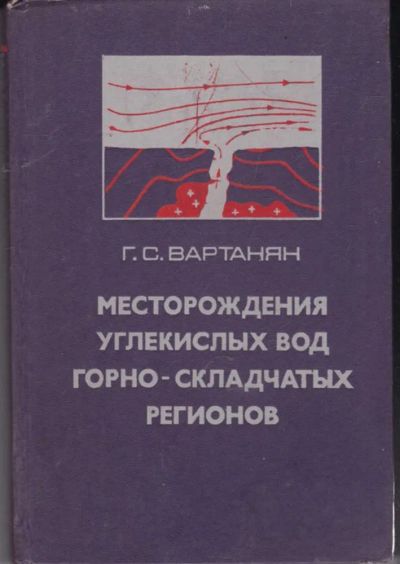 Г.С. ВАРТАНЯН
МЕСТОРОЖДЕНИЯ
УГЛЕКИСЛЫХ ВОД
ГОРНО-СКЛАДЧАТЫХ
РЕГИОНОВ